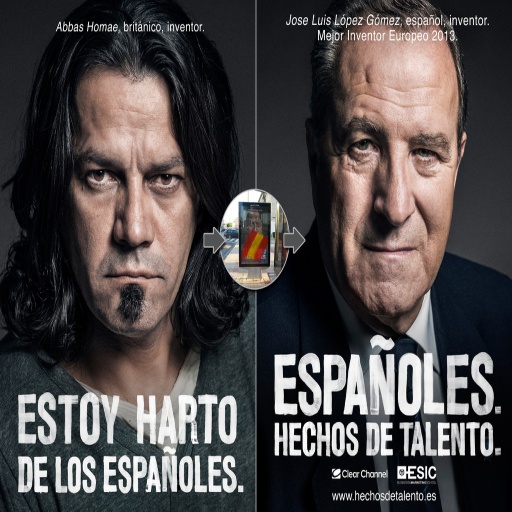 Abbas Homae, británico, inventor.
ESTOY HARTO
DE LOS ESPAÑOLES.
Jose Luis López Gómez, español, inventor.
Mejor Inventor Europeo 2013.
ESPAÑOLES.
HECHOS DE TALENTO.
Clear Channel
ESIC
www.hechosdetalento.es